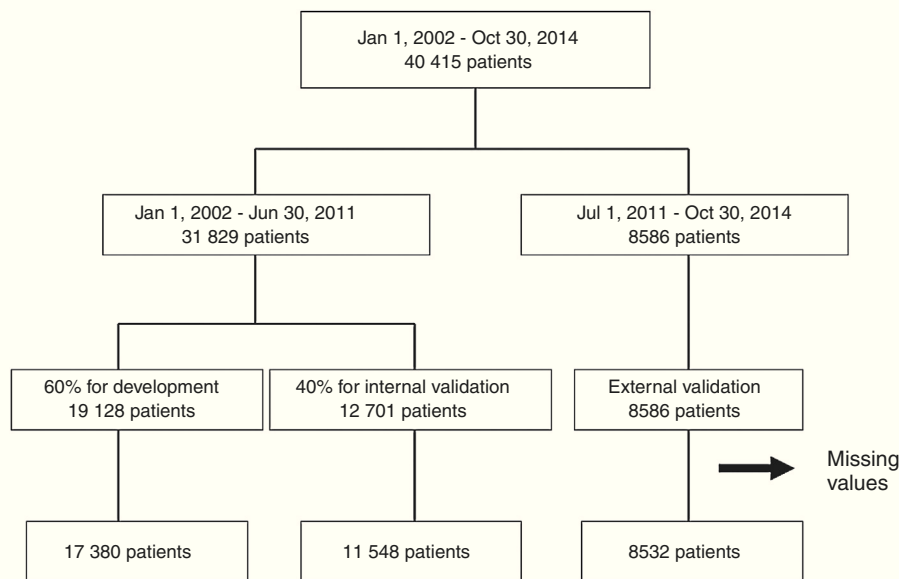 Jan 1, 2002 - Oct 30, 2014
40 415 patients
Jan 1, 2002 - Jun 30, 2011
31 829 patients
Jul 1, 2011 - Oct 30, 2014
8586 patients
60% for development
19 128 patients
40% for internal validation
12 701 patients
External validation
8586 patients
Missing
values
17 380 patients
11 548 patients
8532 patients